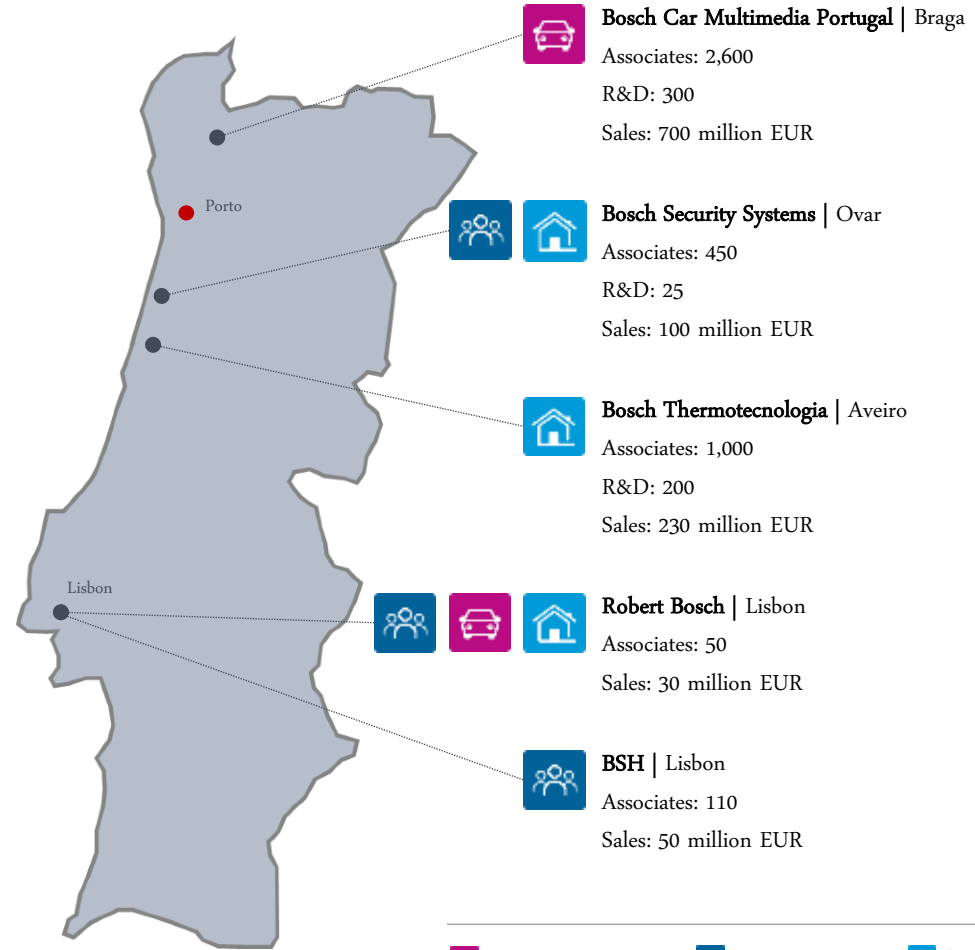 Bosch Car Multimedia Portugal | Braga
Associates: 2,600
R&D: 300
Sales: 700 million EUR
Porto
Bosch Security Systems | Ovar
Associates: 450
R&D: 25
Sales: 100 million EUR
Bosch Thermotecnologia | Aveiro
Associates: 1,000
R&D: 200
Sales: 230 million EUR
Lisbon
Robert Bosch | Lisbon
Associates: 50
Sales: 30 million EUR
BSH | Lisbon
Associates: 110
Sales: 50 million EUR